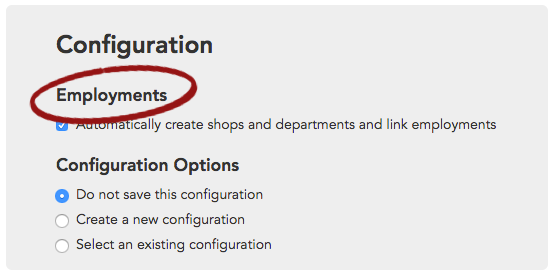 Configuration
Employments
Automatically create shops and departments and link employments
Configuration Options
Do not save this configuration
Create a new configuration
Select an existing configuration